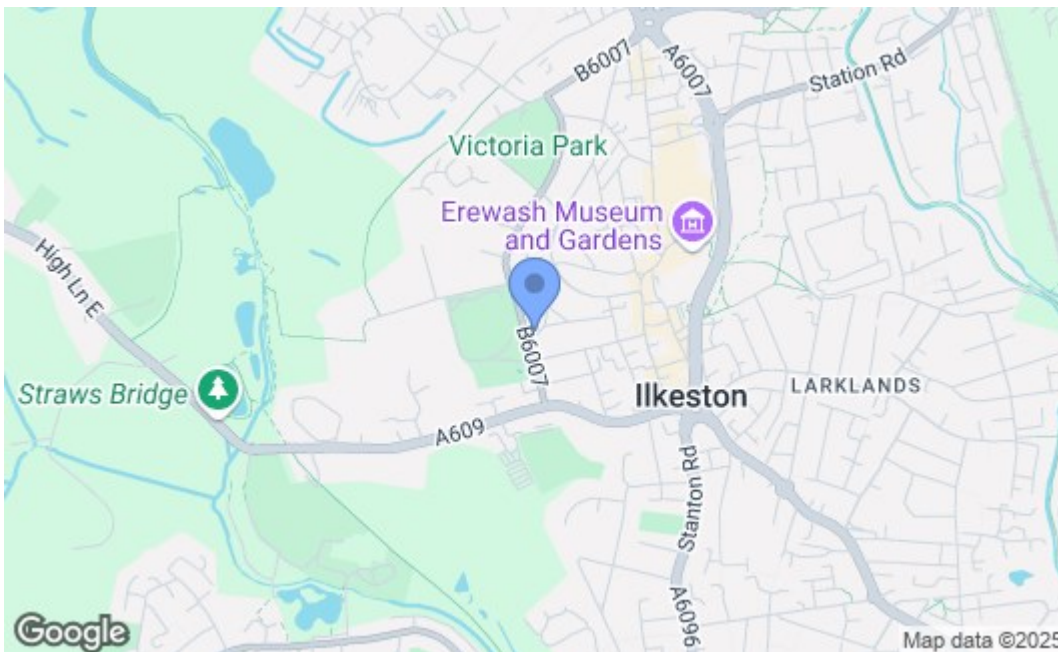 B6007
A6007
Station Rd
Victoria Park
Erewash Museum
and Gardens
High Ln E
B6007
Straws Bridge
Ilkeston
LARKLANDS
A609
Stanton Rd
A6096
Google
Map data ©2025